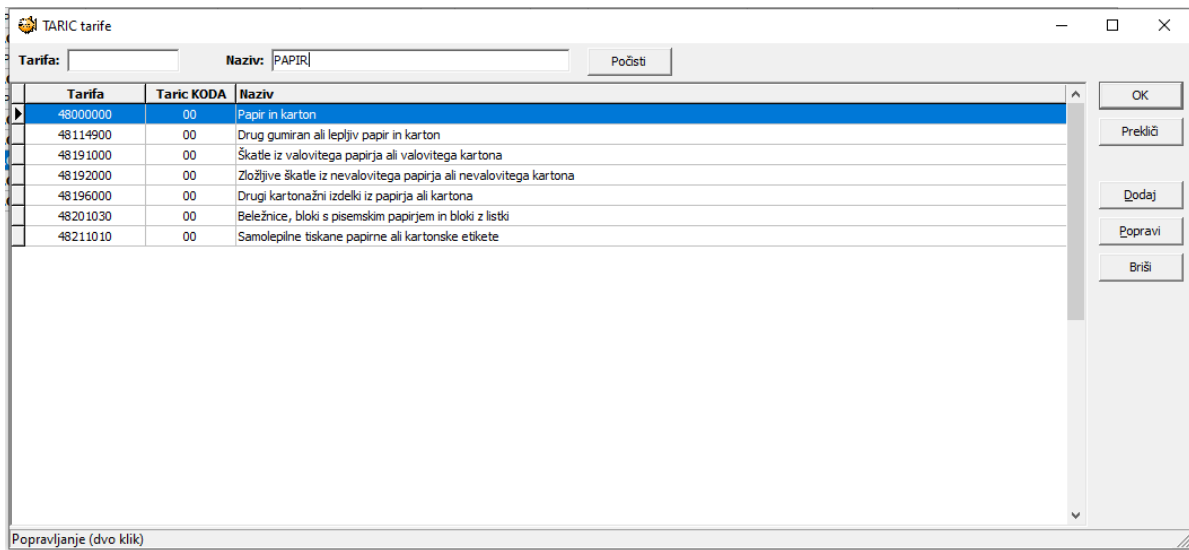 TARIC tarife
Tarifa: Naziv: PAPIR Počisti
Tarifa Taric KODA Naziv
48000000 00 Papir in karton
48114900 00 Drug gumiran ali lepljiv papir in karton
48191000 00 Škatle iz valovitega papirja ali valovitega kartona
48192000 00 Zložljive škatle iz nevalovitega papirja ali nevalovitega kartona
48196000 00 Drugi kartonažni izdelki iz papirja ali kartona
48201030 00 Beležnice, bloki s pisemskim papirjem in bloki z listki
48211010 00 Samolepilne tiskane papirne ali kartonske etikete
OK
Prekliči
Dodaj
Popravi
Briši
Popravljanje (dvo klik)